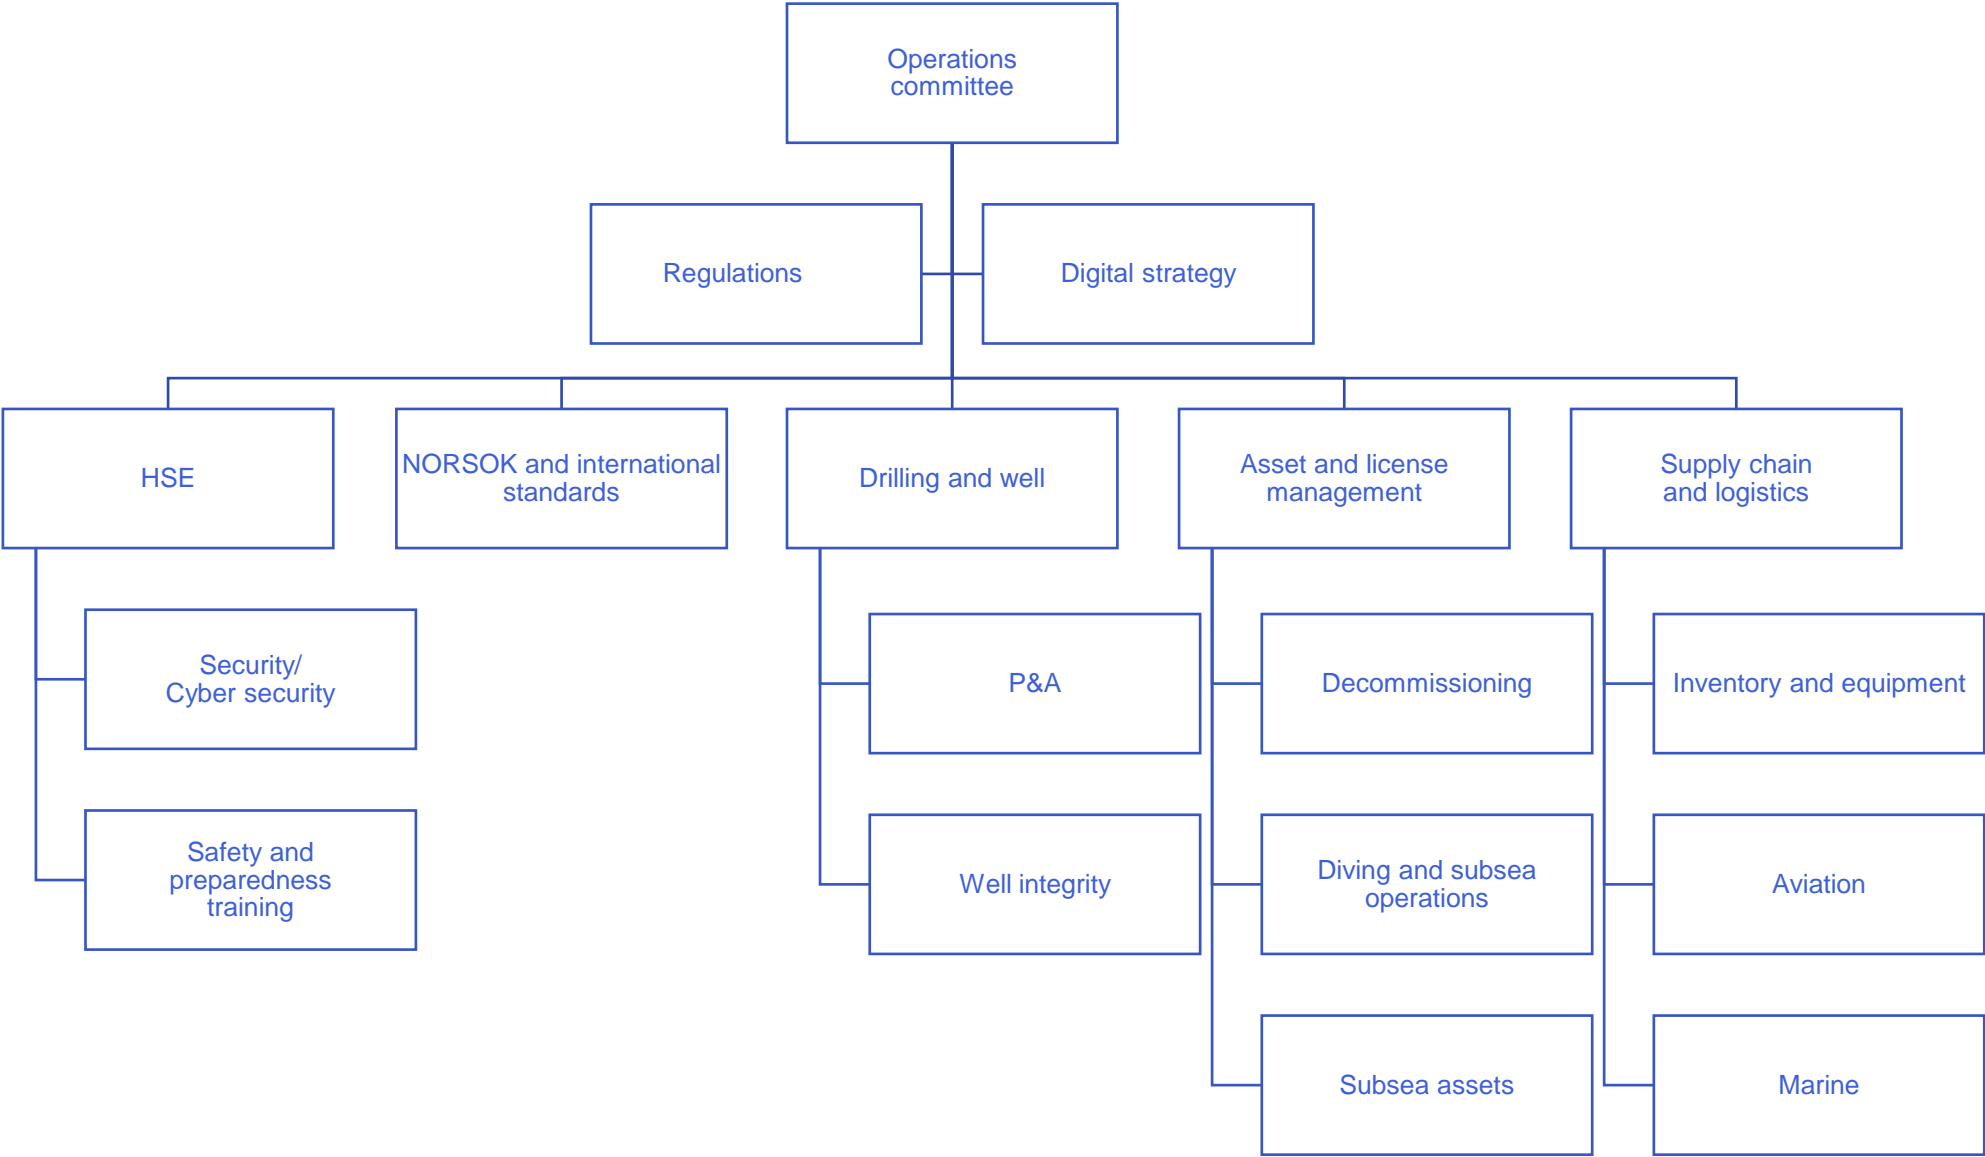 Operations
committee
Regulations
Digital strategy
HSE
NORSOK and international
standards
Drilling and well
Asset and license
management
Supply chain
and logistics
Security/
Cyber security
Safety and
preparedness
training
P&A
Well integrity
Decommissioning
Diving and subsea
operations
Subsea assets
Inventory and equipment
Aviation
Marine